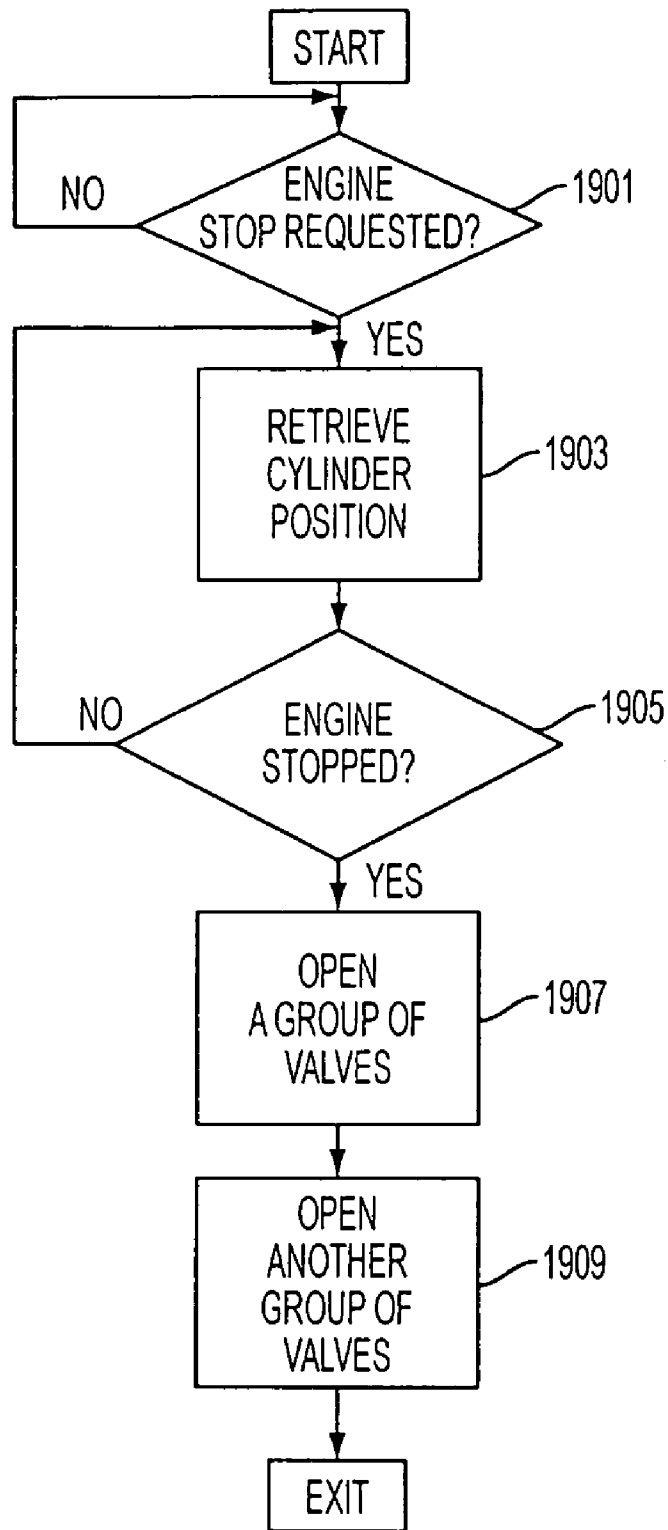 START
NO
ENGINE
STOP REQUESTED?
1901
YES
RETRIEVE
CYLINDER
POSITION
1903
NO
ENGINE
STOPPED?
1905
YES
OPEN
A GROUP OF
VALVES
1907
OPEN
ANOTHER
GROUP OF
VALVES
1909
EXIT